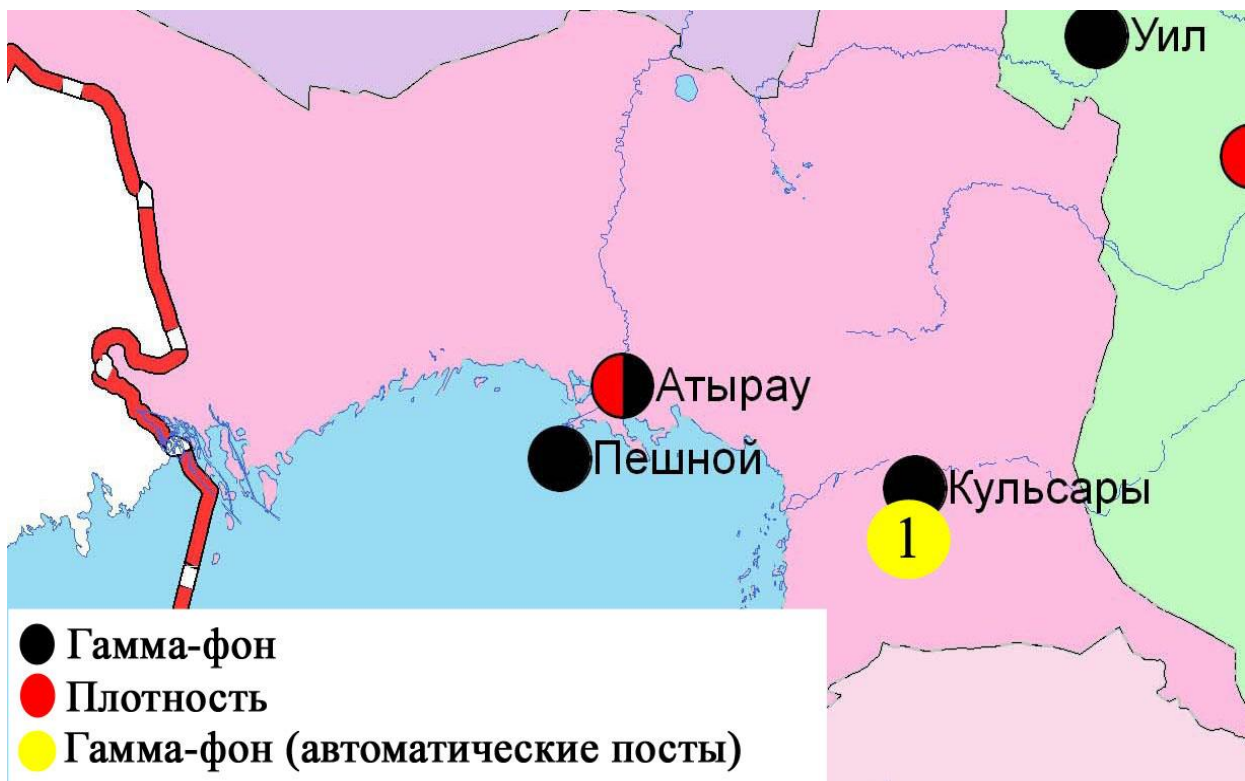 Уил
Атырау
Пешной
Кульсары
1
Гамма-фон
Плотность
Гамма-фон (автоматические посты)